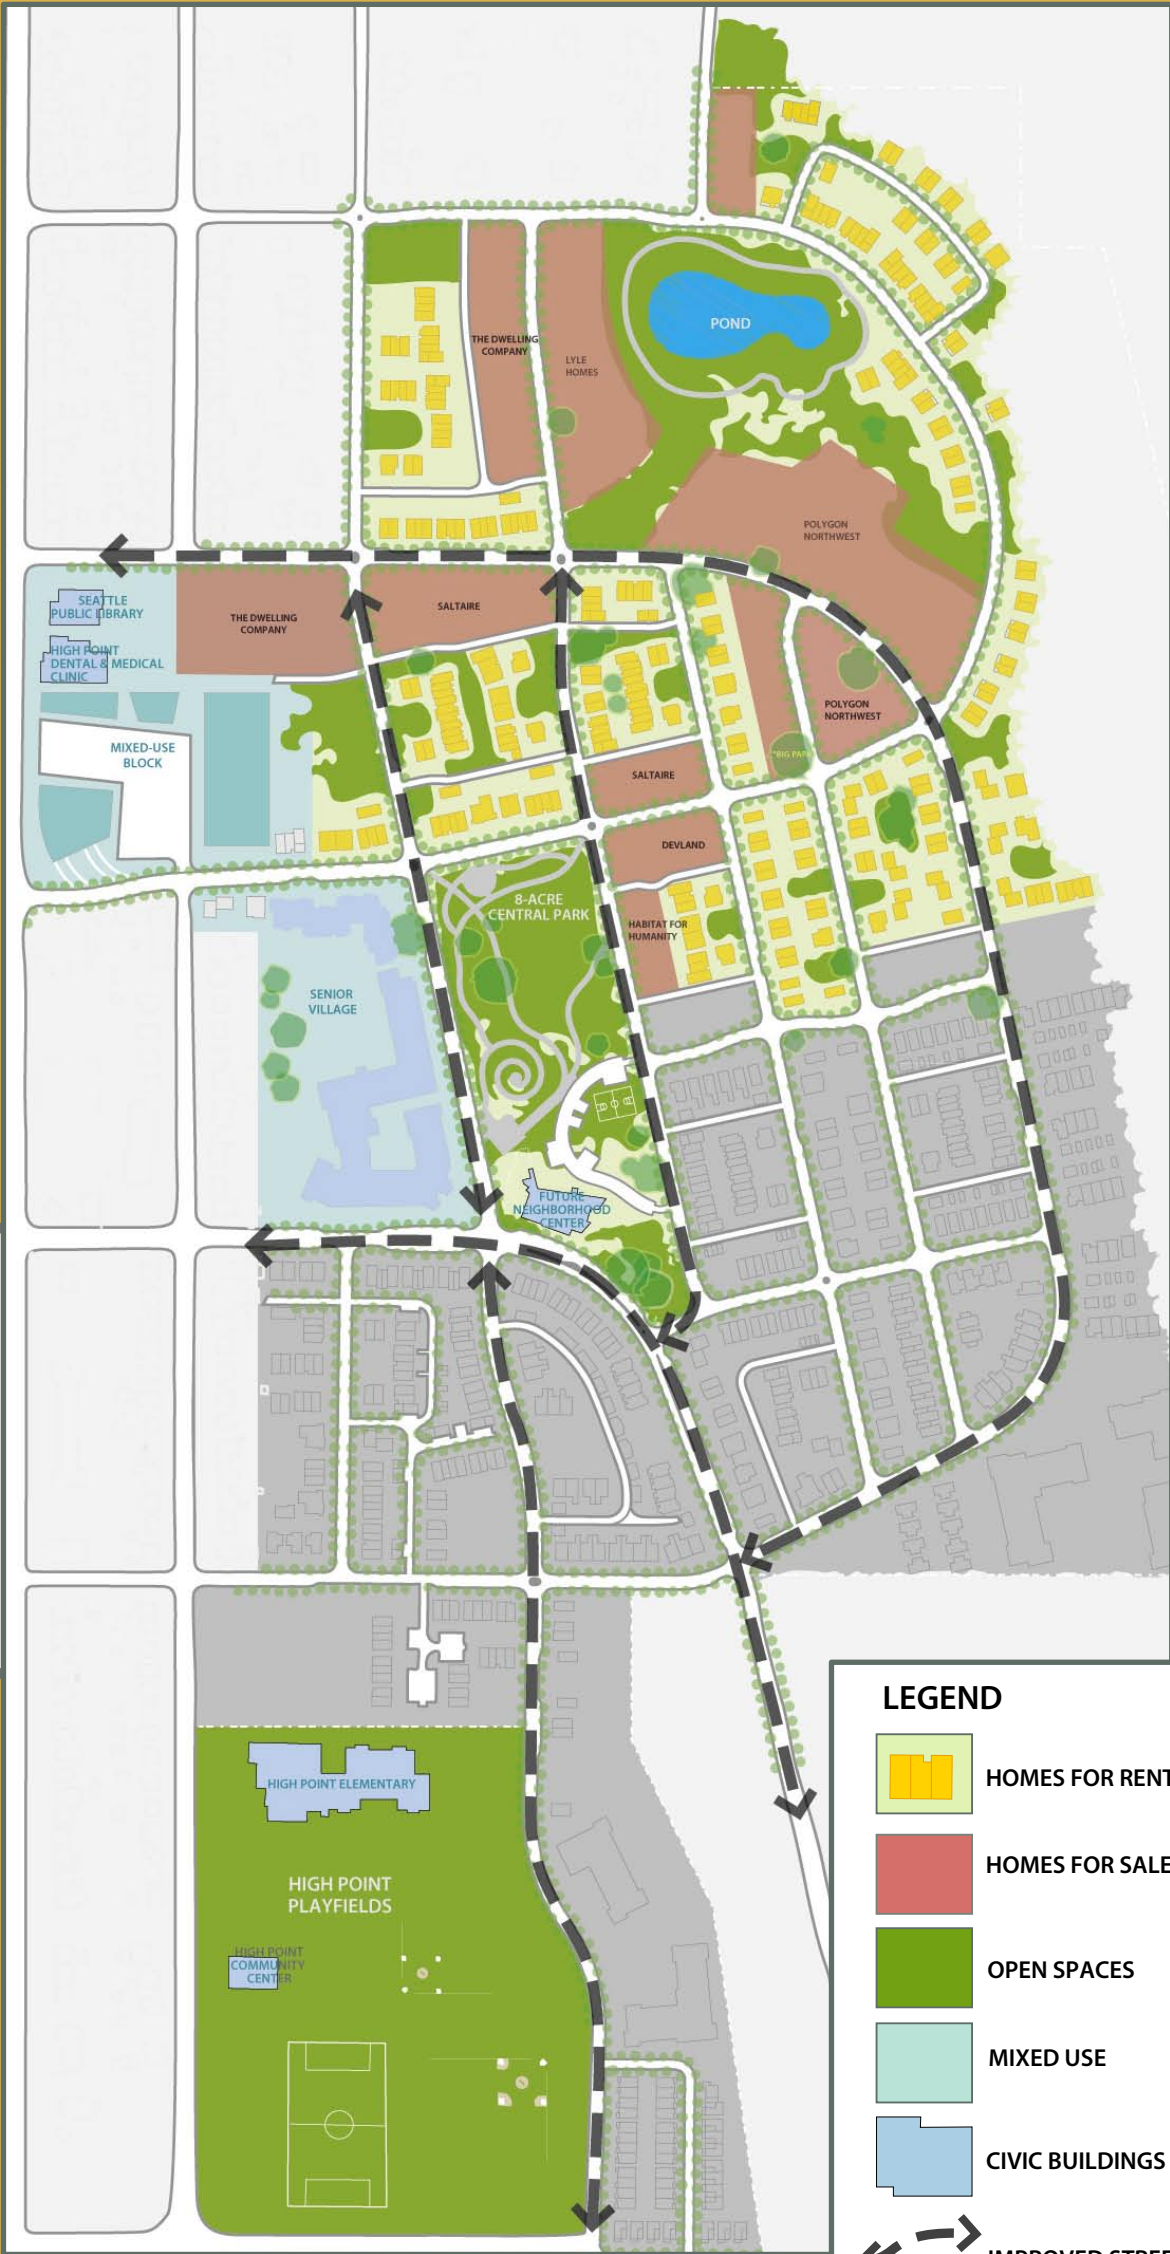 POND
THE DWELLING
COMPANY
LYLE
HOMES
POLYGON
NORTHWEST
SEATTLE
PUBLIC LIBRARY
HIGH POINT
DENTAL & MEDICAL
CLINIC
THE DWELLING
COMPANY
SALTAIRE
POLYGON
NORTHWEST
MIXED-USE
BLOCK
SALTAIRE
DEVLAND
8-ACRE
CENTRAL PARK
HABITAT FOR
HUMANITY
SENIOR
VILLAGE
FUTURE
NEIGHBORHOOD
CENTER
HIGH POINT ELEMENTARY
HIGH POINT
PLAYFIELDS
HIGH POINT
COMMUNITY
CENTER
LEGEND
HOMES FOR RENT
HOMES FOR SALE
OPEN SPACES
MIXED USE
CIVIC BUILDINGS